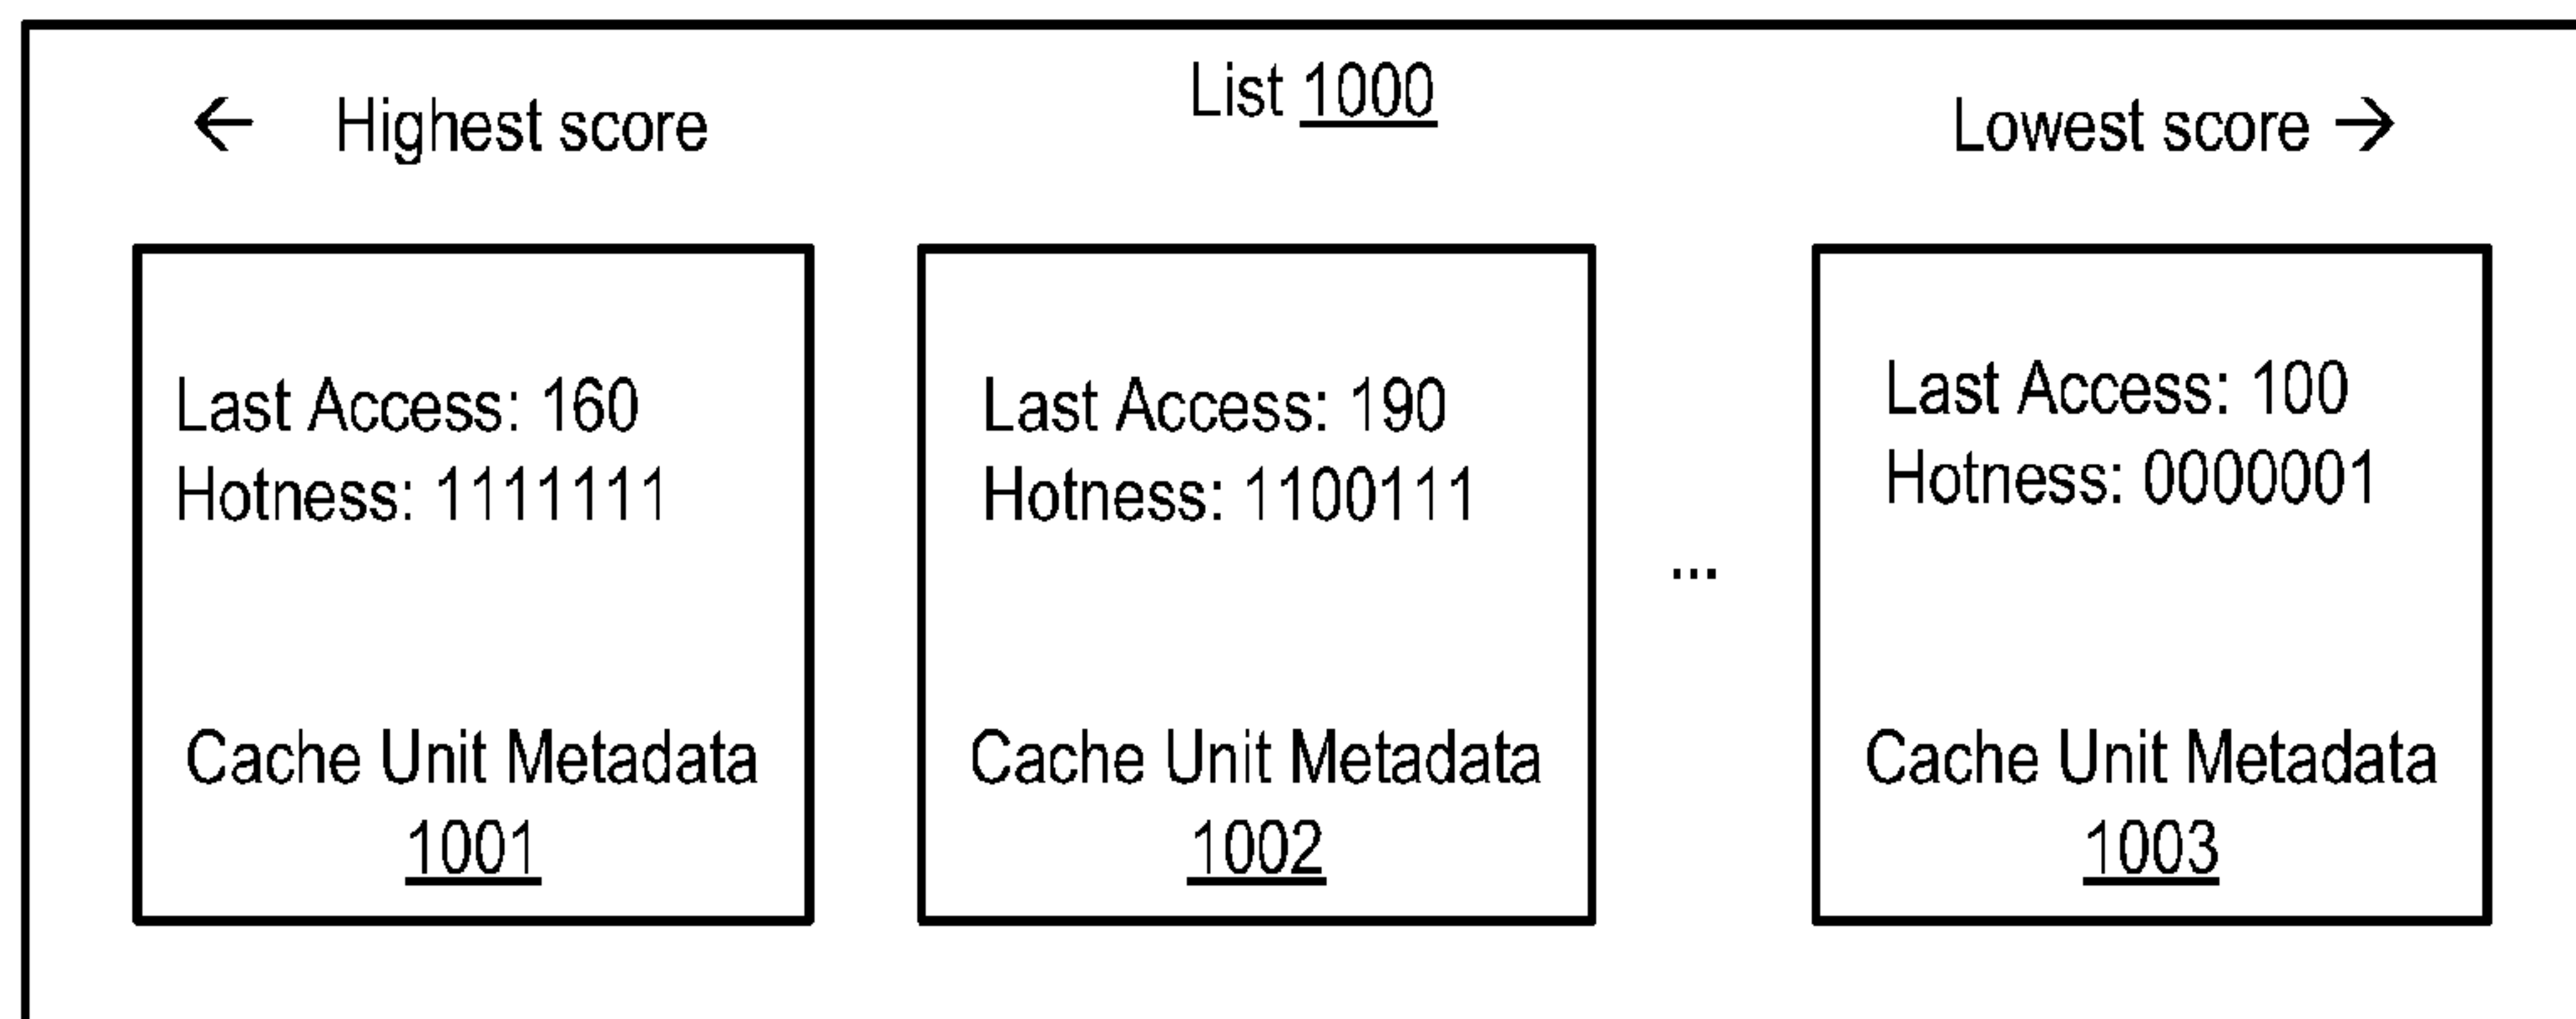 List 1000
← Highest score
Lowest score →
Last Access: 160
Hotness: 1111111
Cache Unit Metadata
1001
Last Access: 190
Hotness: 1100111
Cache Unit Metadata
1002
...
Last Access: 100
Hotness: 0000001
Cache Unit Metadata
1003